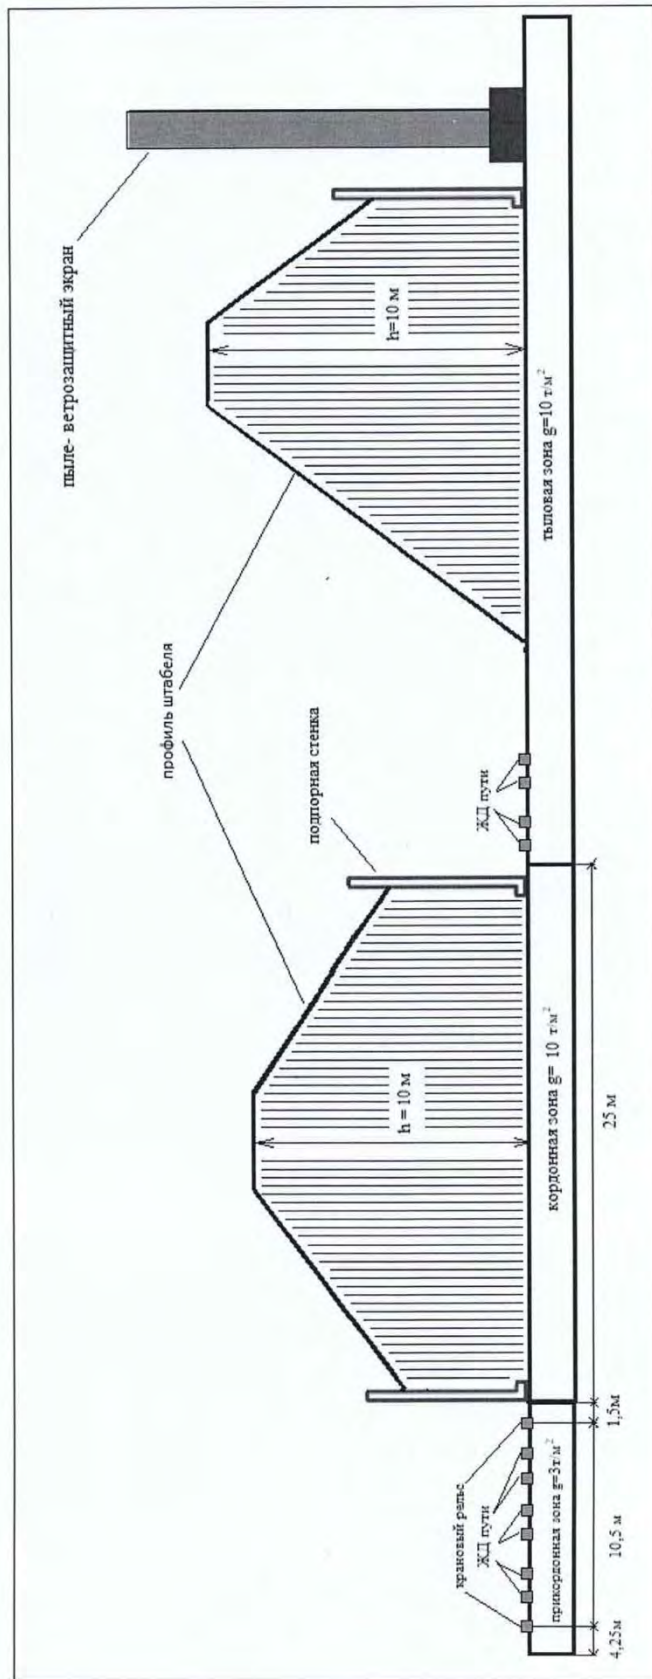 пыле- ветрозащитный экран
h=10 м
тыловая зона g=10 т/м²
профиль штабеля
подпорная стенка
ЖД пути
h = 10 м
кордонная зона g= 10 т/м²
25 м
крановый рельс
ЖД пути
прикордонная зона g=3т/м²
1,5м
10,5 м
4,25м